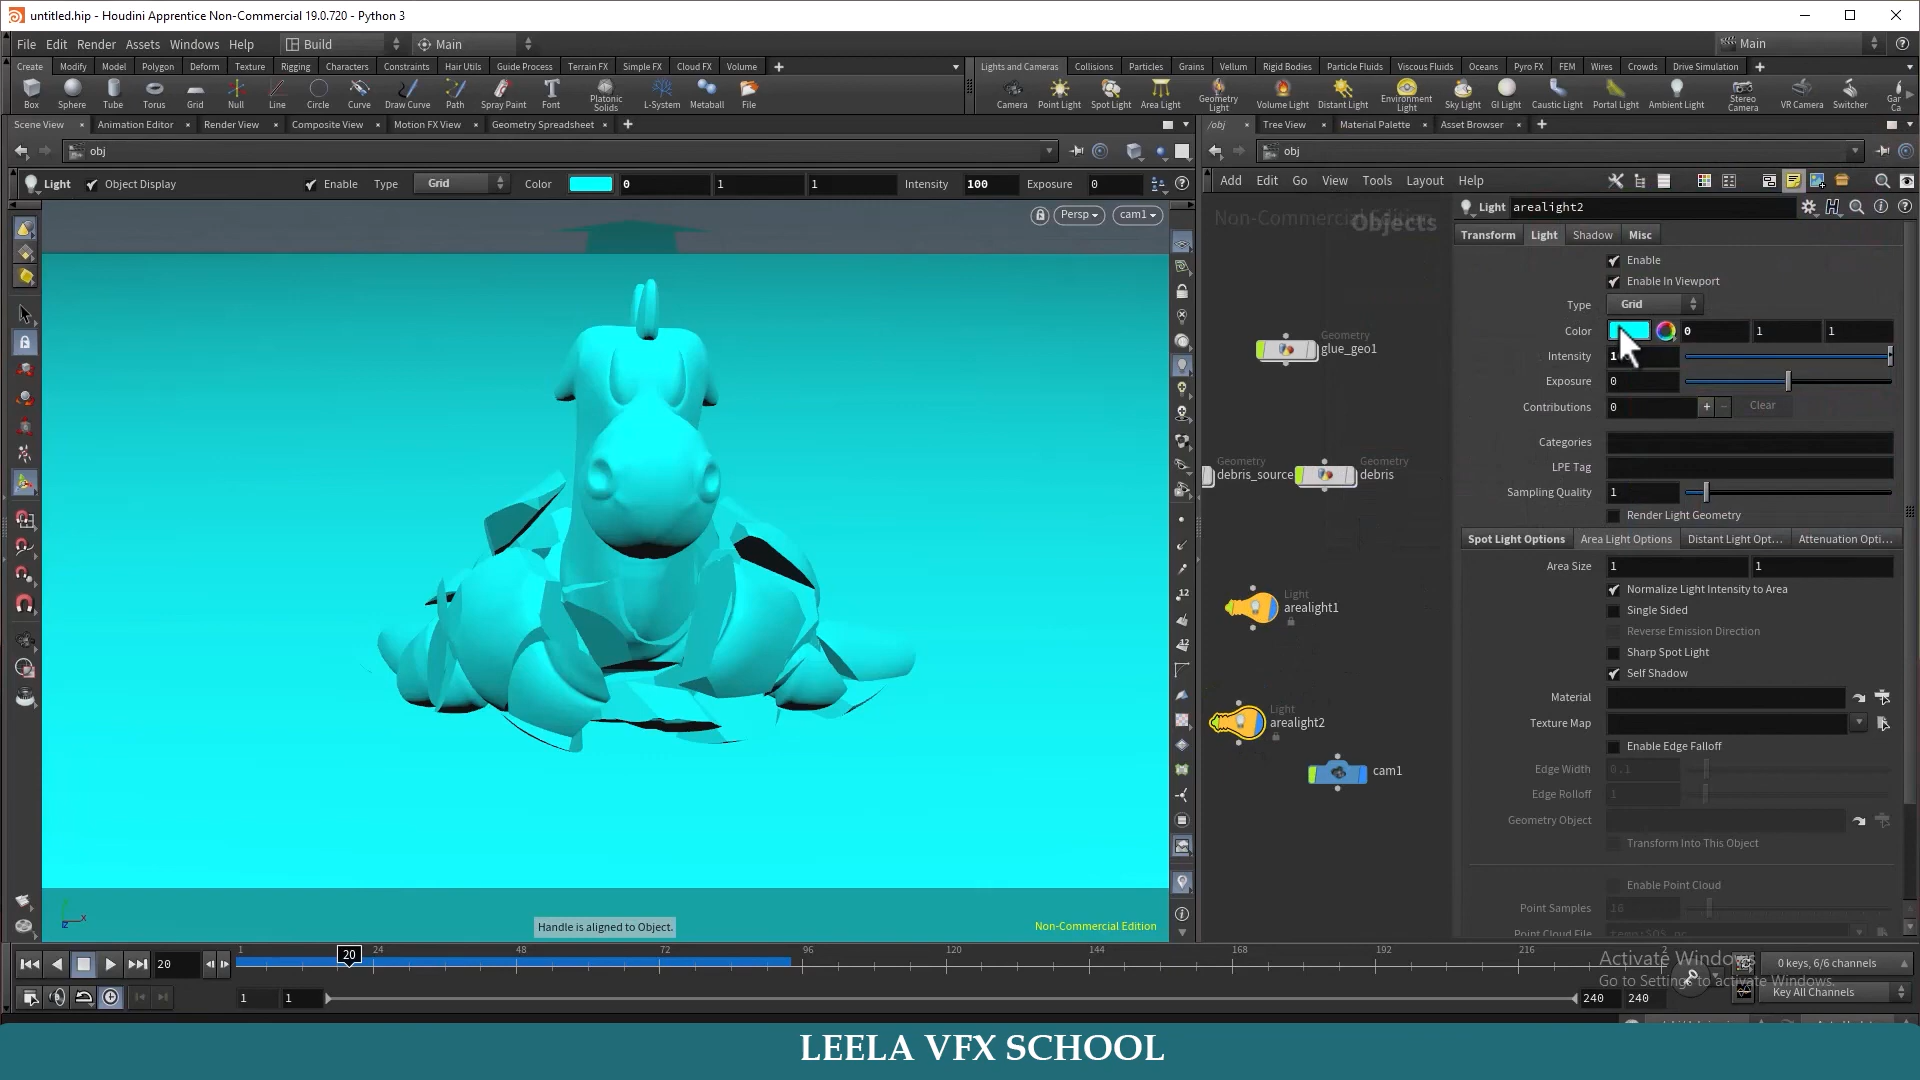 untitled.hip - Houdini Apprentice Non-Commercial 19.0.720 - Python 3
File Edit Render Assets Windows Help Build Main Main
Create Modify Model Polygon Deform Texture Rigging Characters Constraints Hair Utils Guide Process Terrain FX Simple FX Cloud FX Volume
Lights and Cameras Collisions Particles Grains Vellum Rigid Bodies Particle Fluids Viscous Fluids Oceans Pyro FX FEM Wires Crowds Drive Simulation
Box Sphere Tube Torus Grid Null Line Circle Curve Draw Curve Path Spray Paint Font Platonic Solids L-System Metaball File
Camera Point Light Spot Light Area Light Geometry Light Volume Light Distant Light Environment Light Sky Light GI Light Caustic Light Portal Light Ambient Light Stereo Camera VR Camera Switcher
Scene View Animation Editor Render View Composite View Motion FX View Geometry Spreadsheet
/obj Tree View Material Palette Asset Browser
obj
obj
Light Object Display Enable Type Grid Color 0 1 1 Intensity 100 Exposure 0
Add Edit Go View Tools Layout Help
Persp cam1
Non-Commercial Edition
Objects
Light arealight2
Transform Light Shadow Misc
Enable
Enable In Viewport
Type Grid
Color 0 1 1
Intensity
Exposure 0
Contributions 0 Clear
Categories
LPE Tag
Sampling Quality 1
Render Light Geometry
Spot Light Options Area Light Options Distant Light Opt... Attenuation Opti...
Area Size 1 1
Normalize Light Intensity to Area
Single Sided
Reverse Emission Direction
Sharp Spot Light
Self Shadow
Material
Texture Map
Enable Edge Falloff
Edge Width 0.1
Edge Rolloff 1
Geometry Object
Transform Into This Object
Enable Point Cloud
Point Samples 10
Point Cloud File
Geometry
glue_geo1
Geometry
debris_source
Geometry
debris
Light
arealight1
Light
arealight2
cam1
Handle is aligned to Object.
Non-Commercial Edition
20
1 20 24 48 72 96 120 144 168 192 216
1 1 240 240
0 keys, 6/6 channels
Key All Channels
Activate Windows
Go to Settings to activate Windows.
LEELA VFX SCHOOL